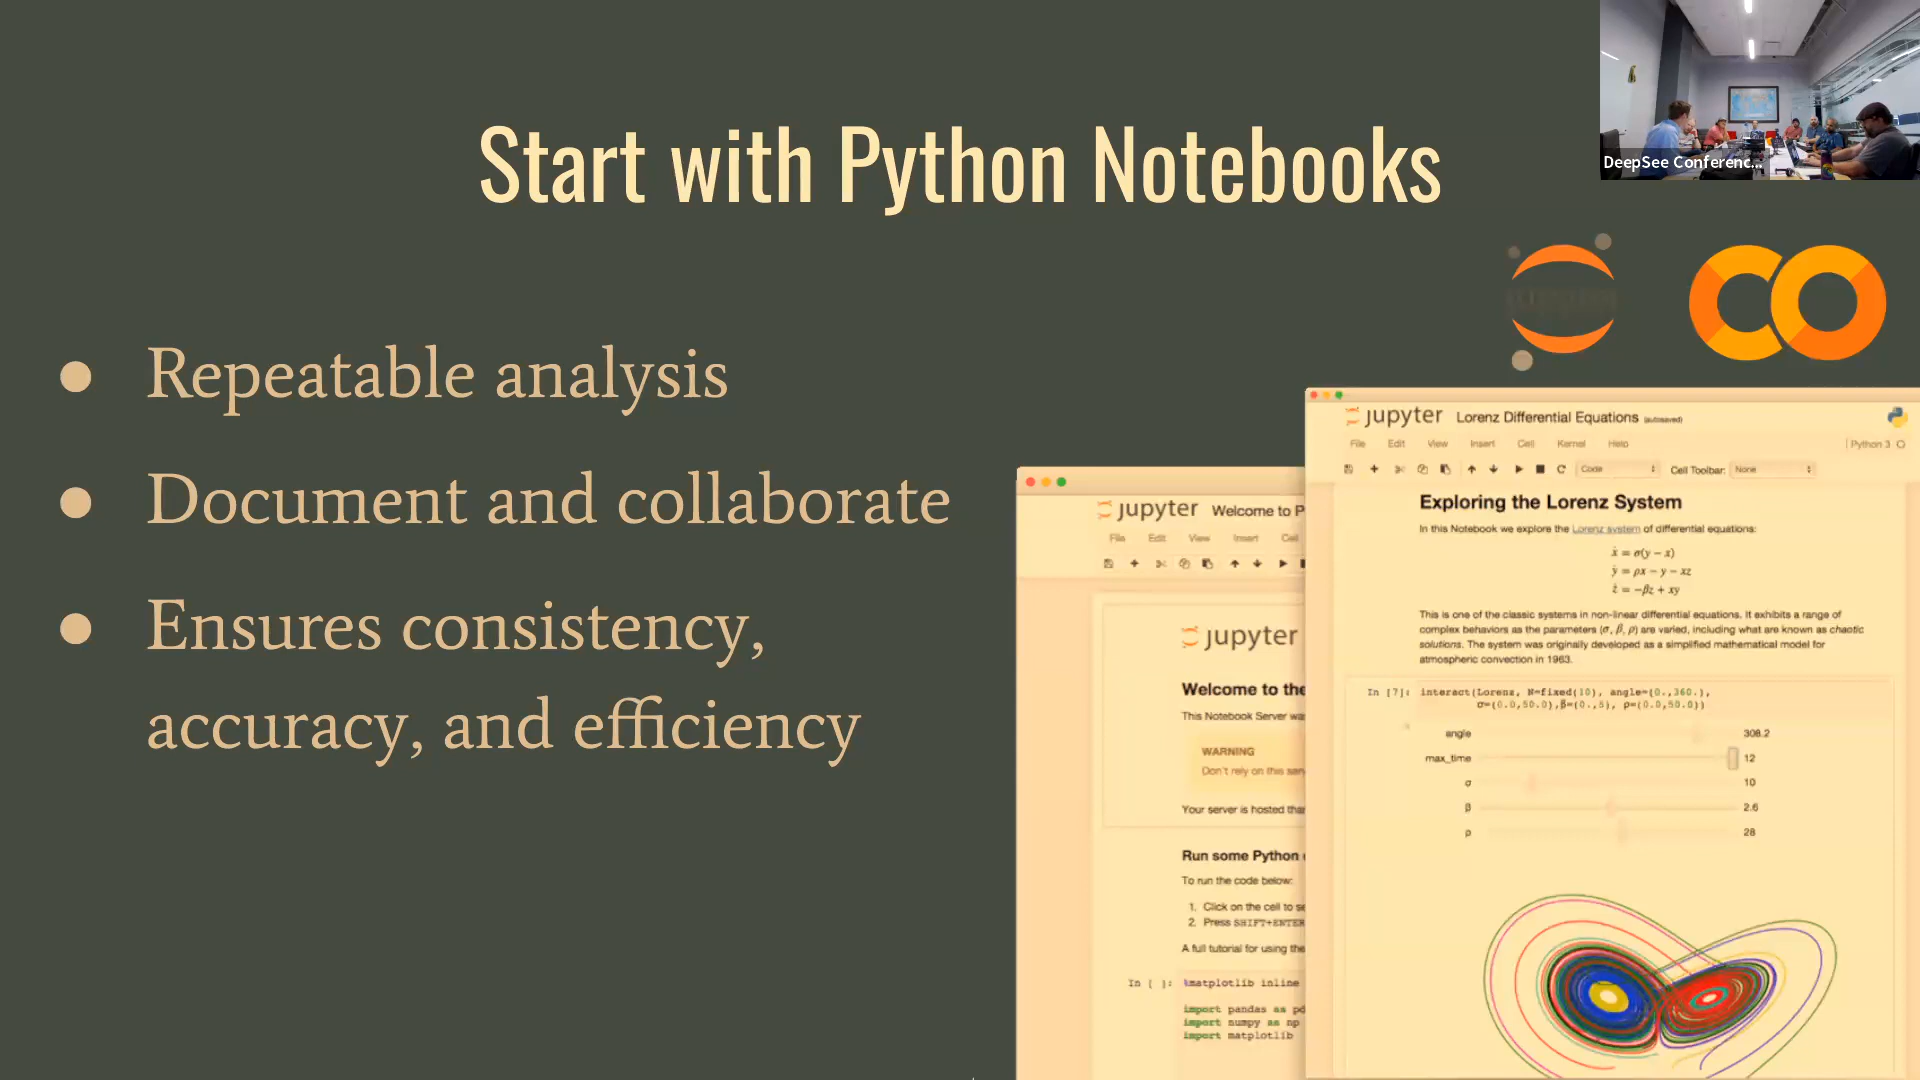 Start with Python Notebooks
DeepSee Conferenc...
● Repeatable analysis
● Document and collaborate
● Ensures consistency,
accuracy, and efficiency
jupyter Welcome to P
File Edit View Insert Cell
jupyter
Welcome to the
This Notebook Server was
WARNING
Don't rely on this serv
Your server is hosted than
Run some Python
To run the code below:
1. Click on the cell to se
2. Press SHIFT+ENTER
A full tutorial for using the
In [ ]: %matplotlib inline
import pandas as pd
import numpy as np
import matplotlib
jupyter Lorenz Differential Equations (autosaved)
File Edit View Insert Cell Kernel Help
Python 3
Code Cell Toolbar: None
Exploring the Lorenz System
In this Notebook we explore the Lorenz system of differential equations:
ẋ = σ(y − x)
ẏ = ρx − y − xz
ż = −βz + xy
This is one of the classic systems in non-linear differential equations. It exhibits a range of
complex behaviors as the parameters (σ, β, ρ) are varied, including what are known as chaotic
solutions. The system was originally developed as a simplified mathematical model for
atmospheric convection in 1963.
In [7]: interact(Lorenz, N=fixed(10), angle=(0.,360.),
σ=(0.0,50.0),β=(0.,5), ρ=(0.0,50.0))
angle 308.2
max_time 12
σ 10
β 2.6
ρ 28